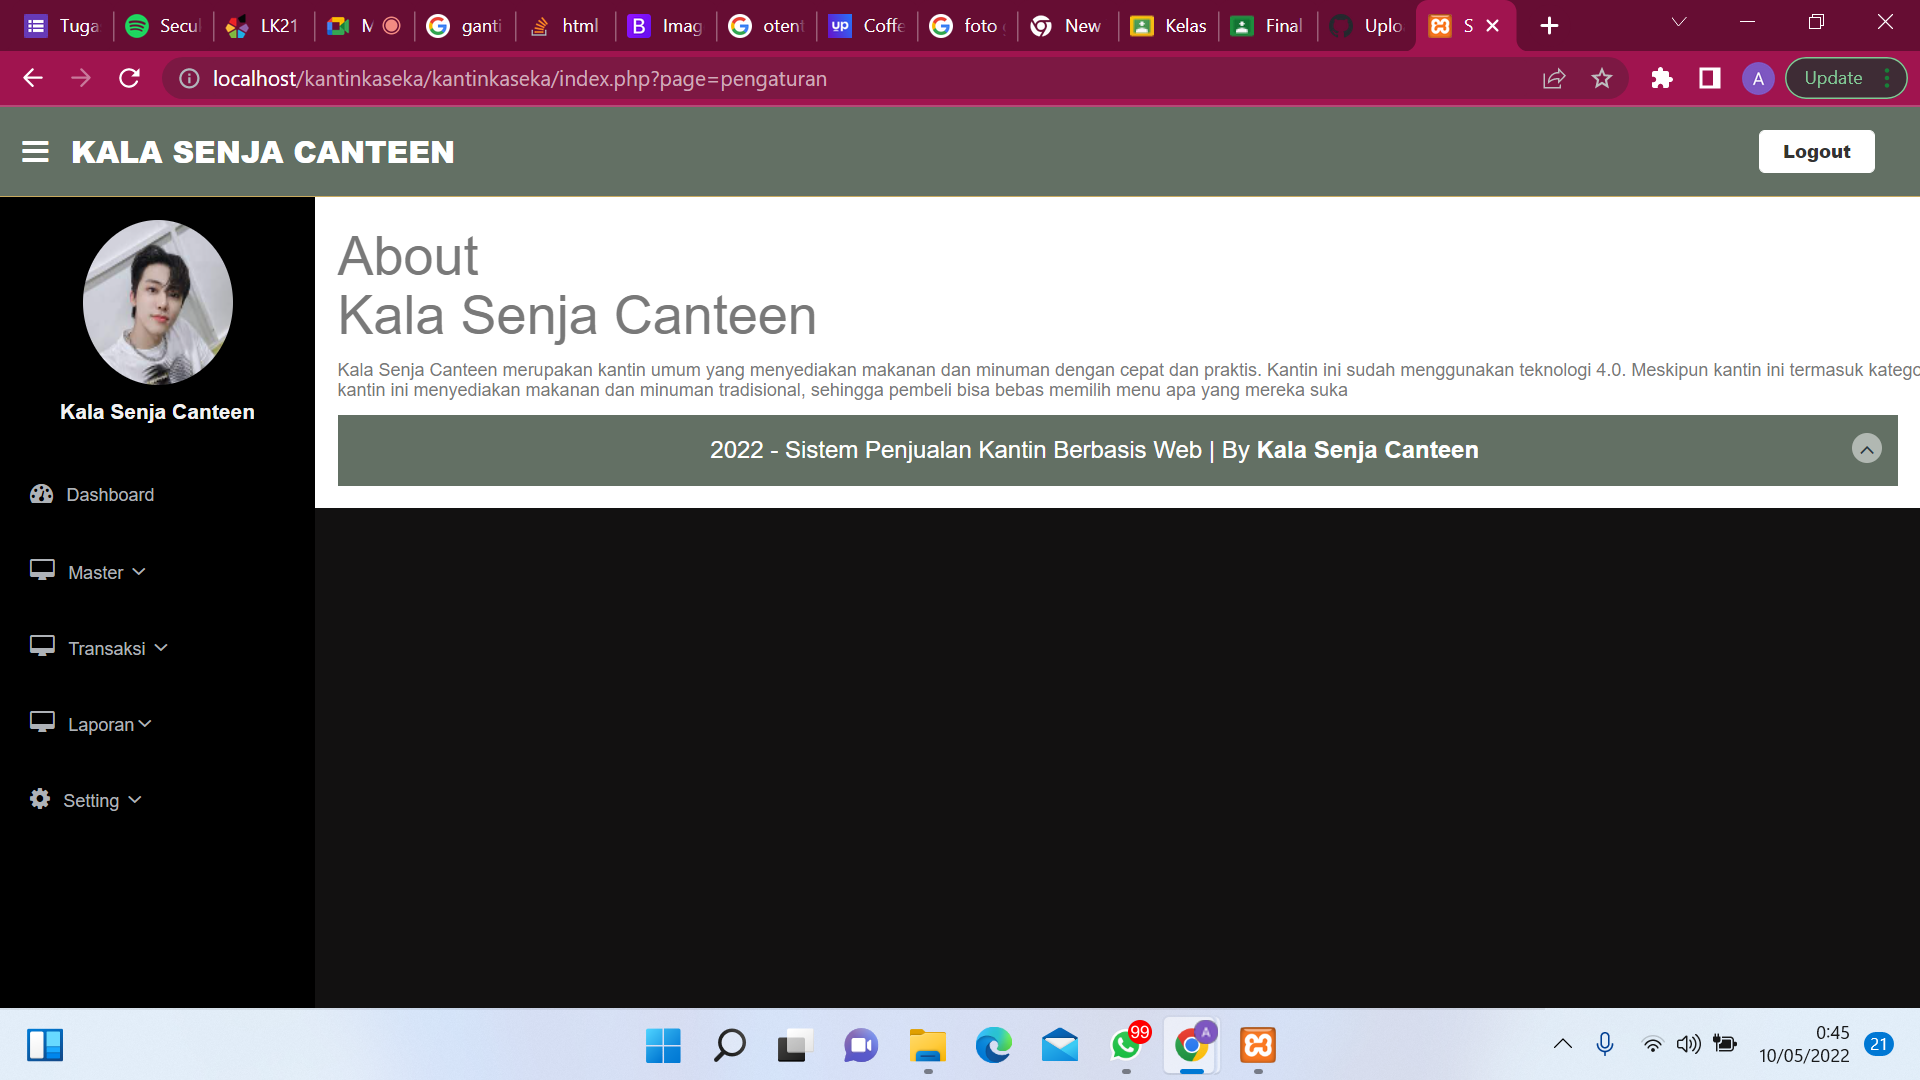 Tuga
Secul
LK21
M
ganti
html
Imag
otent
Coffe
foto
New
Kelas
Final
Uplo
S
localhost/kantinkaseka/kantinkaseka/index.php?page=pengaturan
A
Update
KALA SENJA CANTEEN
Logout
Kala Senja Canteen
Dashboard
Master
Transaksi
Laporan
Setting
About
Kala Senja Canteen
Kala Senja Canteen merupakan kantin umum yang menyediakan makanan dan minuman dengan cepat dan praktis. Kantin ini sudah menggunakan teknologi 4.0. Meskipun kantin ini termasuk katego
kantin ini menyediakan makanan dan minuman tradisional, sehingga pembeli bisa bebas memilih menu apa yang mereka suka
2022 - Sistem Penjualan Kantin Berbasis Web | By Kala Senja Canteen
99
A
0:45
10/05/2022
21